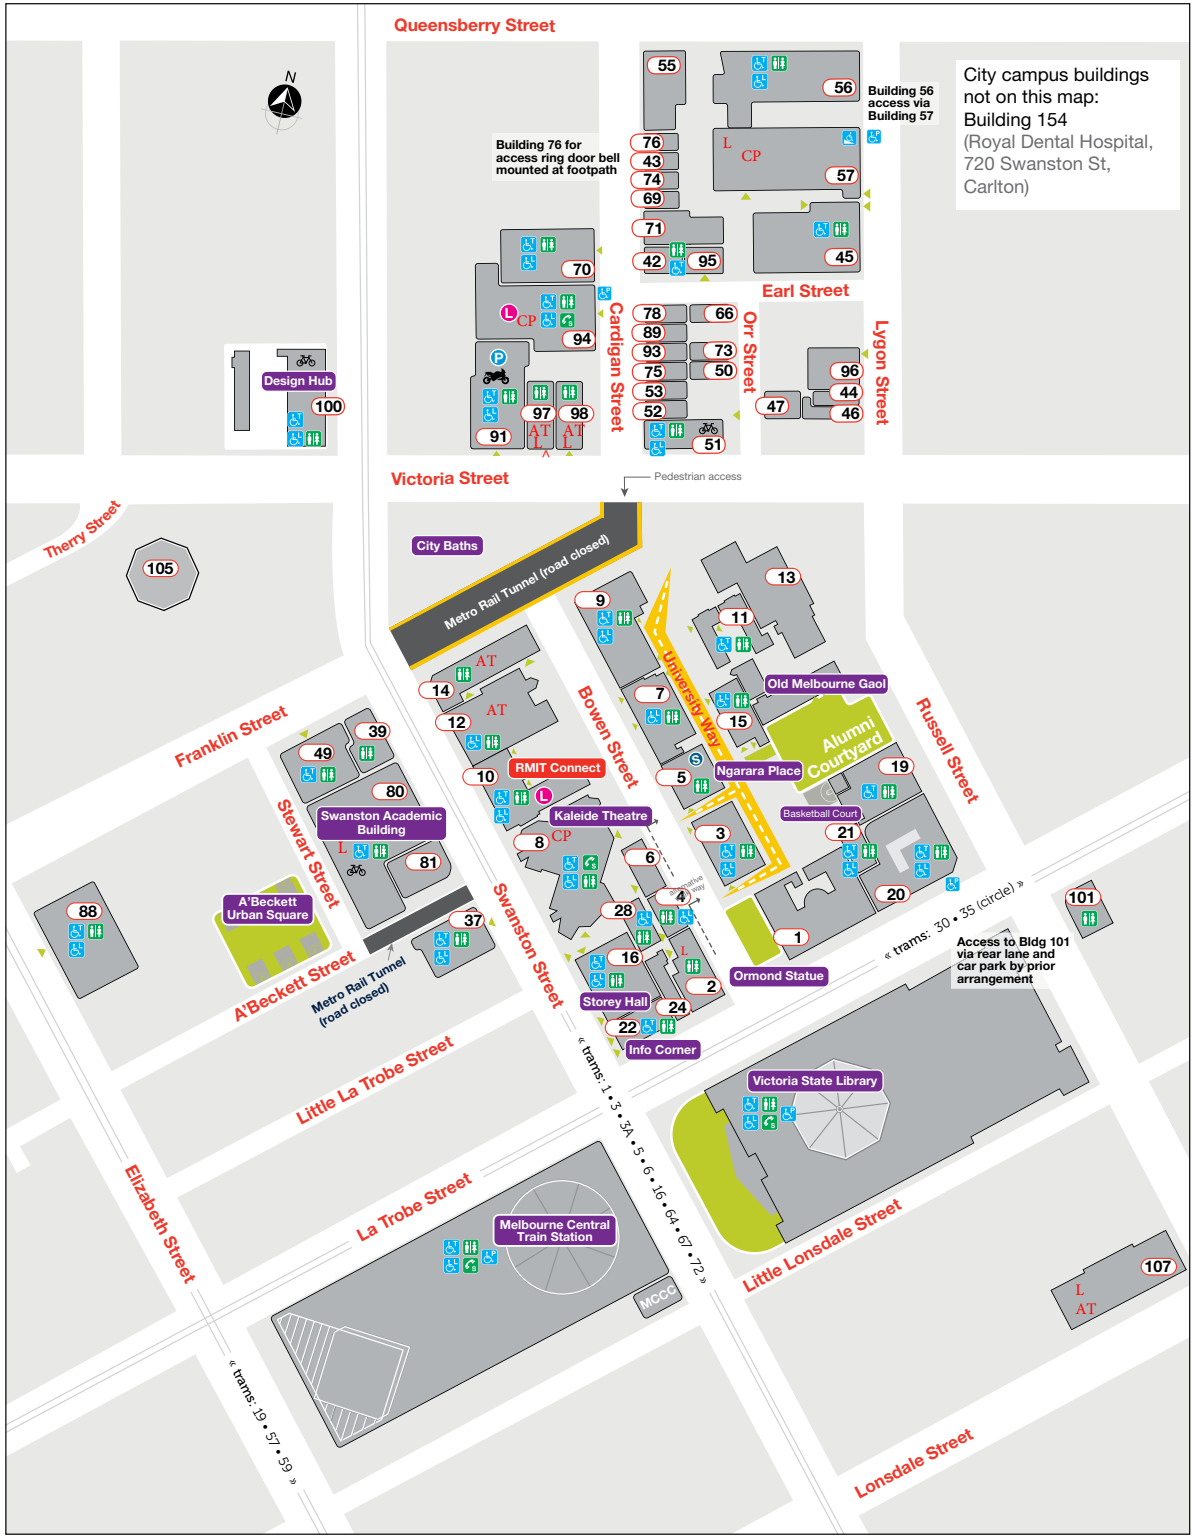 Queensberry Street
N
55
56
Building 56
access via
Building 57
City campus buildings
not on this map:
Building 154
(Royal Dental Hospital,
720 Swanston St,
Carlton)
Building 76 for
access ring door bell
mounted at footpath
76
43
74
69
L
CP
57
71
42
95
45
70
Earl Street
L
CP
94
Cardigan Street
78
66
89
93
73
75
50
53
52
51
Orr Street
Lygon Street
96
44
46
47
P
91
97
AT
L
98
AT
L
Design Hub
100
Victoria Street
Pedestrian access
Therry Street
105
City Baths
Metro Rail Tunnel (road closed)
9
13
11
University Way
14
AT
12
AT
7
15
Old Melbourne Gaol
Bowen Street
Russell Street
Franklin Street
39
49
Alumni
Courtyard
S
5
Ngarara Place
19
10
RMIT Connect
L
80
Swanston Academic
Building
L
Stewart Street
Kaleide Theatre
Basketball Court
8
CP
3
21
81
6
20
A'Beckett
Urban Square
88
alternative
4
way
28
37
Swanston Street
1
101
« trams: 30 • 35 (circle) »
Access to Bldg 101
via rear lane and
car park by prior
arrangement
A'Beckett Street
Metro Rail Tunnel
(road closed)
16
L
2
Ormond Statue
Storey Hall
24
22
Info Corner
Little La Trobe Street
« trams: 1 • 3 • 3A • 5 • 6 • 16 • 64 • 67 • 72 »
Victoria State Library
Elizabeth Street
La Trobe Street
Melbourne Central
Train Station
Little Lonsdale Street
MCCC
107
L
AT
« trams: 19 • 57 • 59 »
Lonsdale Street